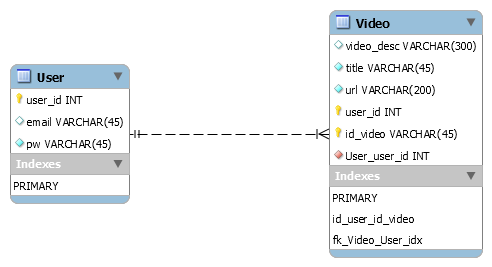 User
user_id INT
email VARCHAR(45)
pw VARCHAR(45)
Indexes
PRIMARY
Video
video_desc VARCHAR(300)
title VARCHAR(45)
url VARCHAR(200)
user_id INT
id_video VARCHAR(45)
User_user_id INT
Indexes
PRIMARY
id_user_id_video
fk_Video_User_idx